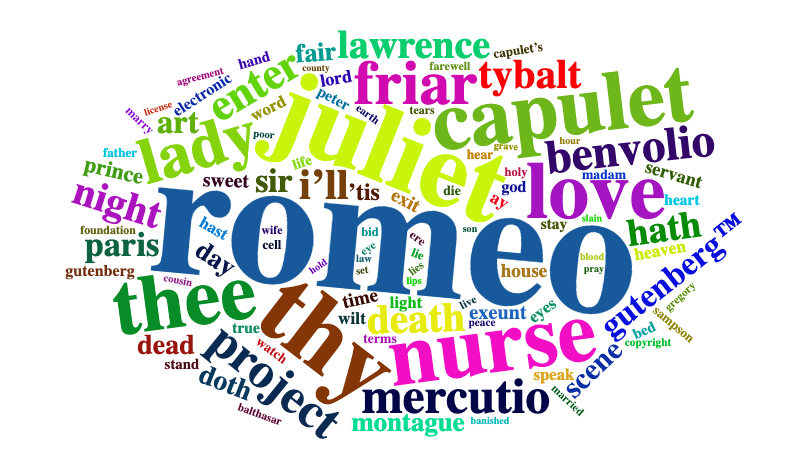 lawrence
capulet's
fair
hand
county
farewell
agreement
electronic
enter
lord
friar
tybalt
license
peter
word
earth
tears
capulet
marry
art
lady
poor
juliet
hour
grave
benvolio
father
life
hear
prince
sweet
sir
i'll
'tis
exit
die
holy
god
madam
servant
night
ay
love
heart
romeo
stay
slain
hath
foundation
paris
hast
wife
cell
bid
ere
son
heaven
gutenberg
day
eye
lie
law
set
lies
lips
house
blood
pray
gutenberg™
cousin
hold
thee
thy
time
light
live
gregory
true
wilt
death
exeunt
peace
eyes
sampson
dead
watch
terms
nurse
bed
copyright
stand
project
doth
speak
scene
mercutio
married
balthasar
montague
banished